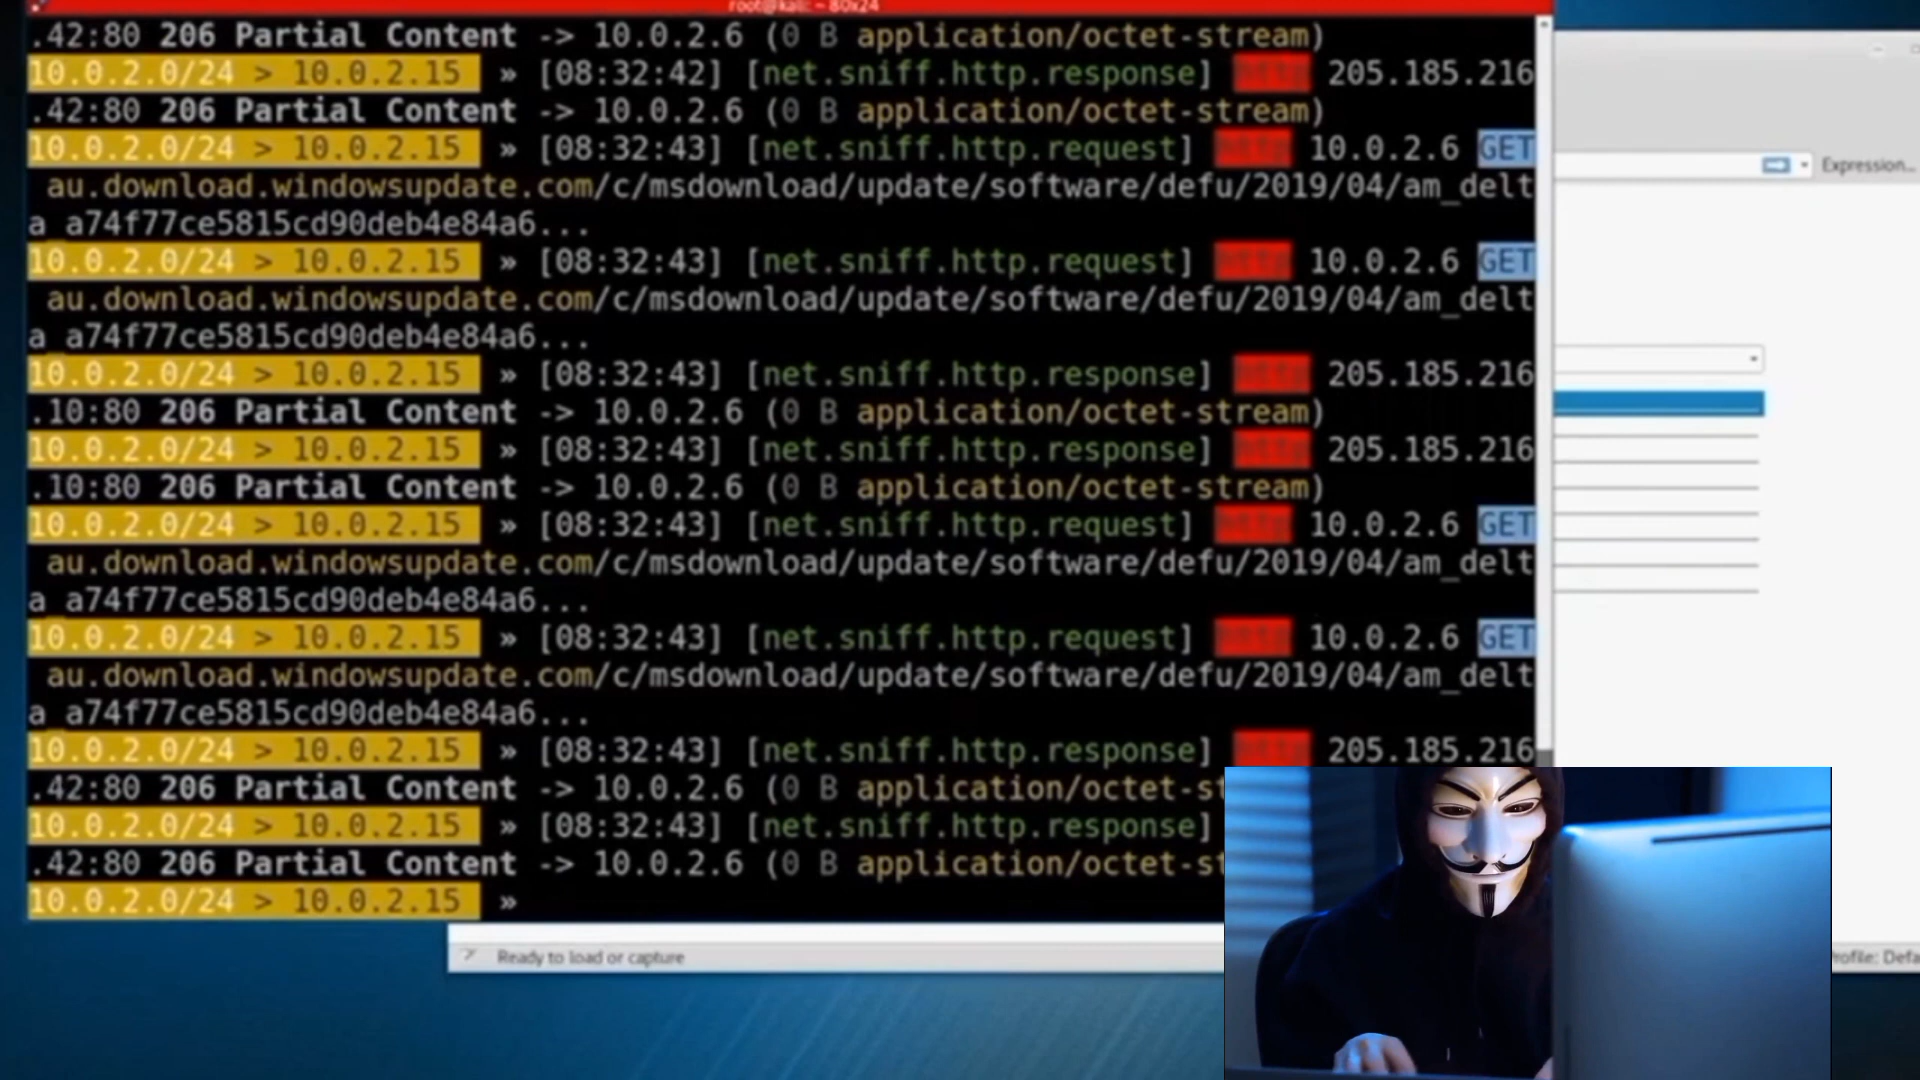 root@kali: ~ 80x24
.42:80 206 Partial Content -> 10.0.2.6 (0 B application/octet-stream)
10.0.2.0/24 > 10.0.2.15 » [08:32:42] [net.sniff.http.response] http 205.185.216
.42:80 206 Partial Content -> 10.0.2.6 (0 B application/octet-stream)
10.0.2.0/24 > 10.0.2.15 » [08:32:43] [net.sniff.http.request] http 10.0.2.6 GET
au.download.windowsupdate.com/c/msdownload/update/software/defu/2019/04/am_delt
a_a74f77ce5815cd90deb4e84a6...
10.0.2.0/24 > 10.0.2.15 » [08:32:43] [net.sniff.http.request] http 10.0.2.6 GET
au.download.windowsupdate.com/c/msdownload/update/software/defu/2019/04/am_delt
a_a74f77ce5815cd90deb4e84a6...
10.0.2.0/24 > 10.0.2.15 » [08:32:43] [net.sniff.http.response] http 205.185.216
.10:80 206 Partial Content -> 10.0.2.6 (0 B application/octet-stream)
10.0.2.0/24 > 10.0.2.15 » [08:32:43] [net.sniff.http.response] http 205.185.216
.10:80 206 Partial Content -> 10.0.2.6 (0 B application/octet-stream)
10.0.2.0/24 > 10.0.2.15 » [08:32:43] [net.sniff.http.request] http 10.0.2.6 GET
au.download.windowsupdate.com/c/msdownload/update/software/defu/2019/04/am_delt
a_a74f77ce5815cd90deb4e84a6...
10.0.2.0/24 > 10.0.2.15 » [08:32:43] [net.sniff.http.request] http 10.0.2.6 GET
au.download.windowsupdate.com/c/msdownload/update/software/defu/2019/04/am_delt
a_a74f77ce5815cd90deb4e84a6...
10.0.2.0/24 > 10.0.2.15 » [08:32:43] [net.sniff.http.response] http 205.185.216
.42:80 206 Partial Content -> 10.0.2.6 (0 B application/octet-st
10.0.2.0/24 > 10.0.2.15 » [08:32:43] [net.sniff.http.response]
.42:80 206 Partial Content -> 10.0.2.6 (0 B application/octet-st
10.0.2.0/24 > 10.0.2.15 »
Expression...
Ready to load or capture
rofile: Defa